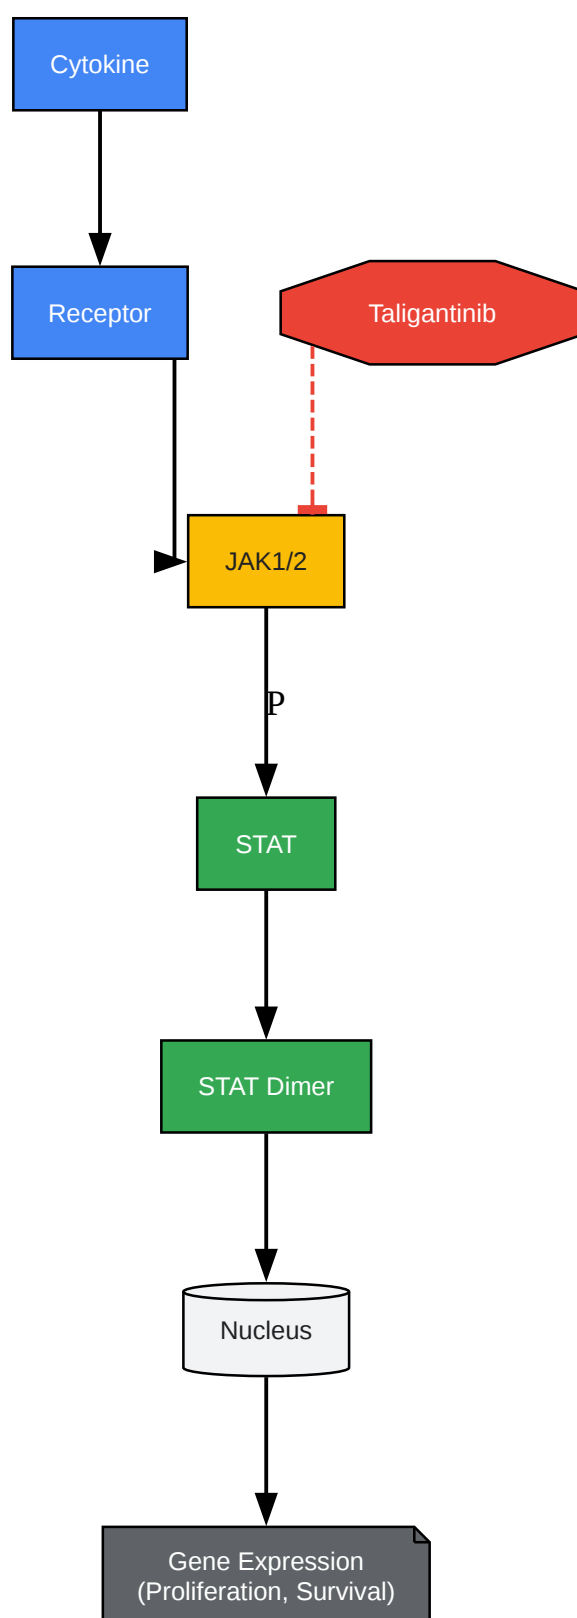 Cytokine
Receptor
Taligantinib
JAK1/2
P
STAT
STAT Dimer
Nucleus
Gene Expression
(Proliferation, Survival)